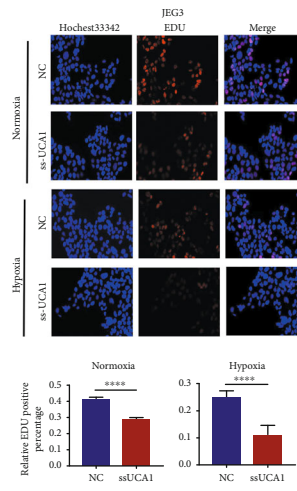 JEG3
Hochest33342 EDU Merge
Normoxia
NC
ss-UCA1
Hypoxia
NC
ss-UCA1
Relative EDU positive
percentage
Normoxia
0.5
0.4
0.3
0.2
0.1
0.0
****
NC ssUCA1
Hypoxia
0.3
0.2
0.1
0.0
****
NC ssUCA1